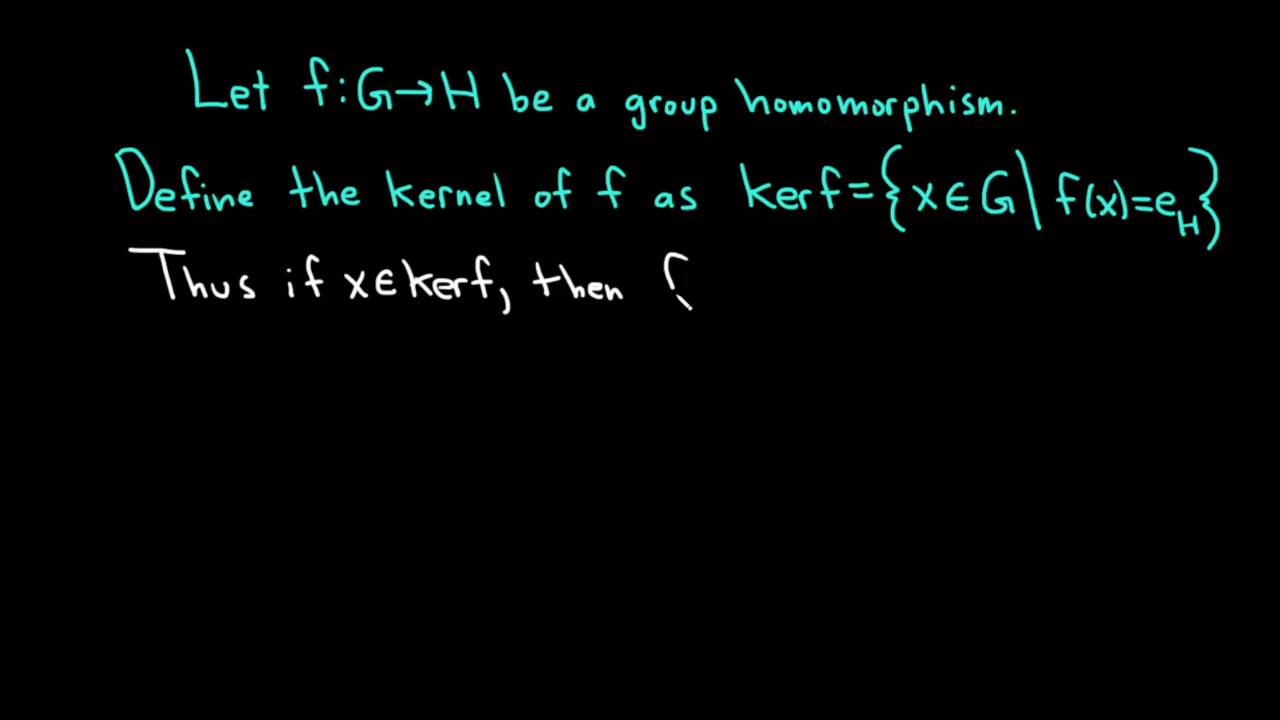 Let f:G→H be a group homomorphism.
Define the kernel of f as kerf={x∈G| f(x)=e_H}
Thus if x∈kerf, then